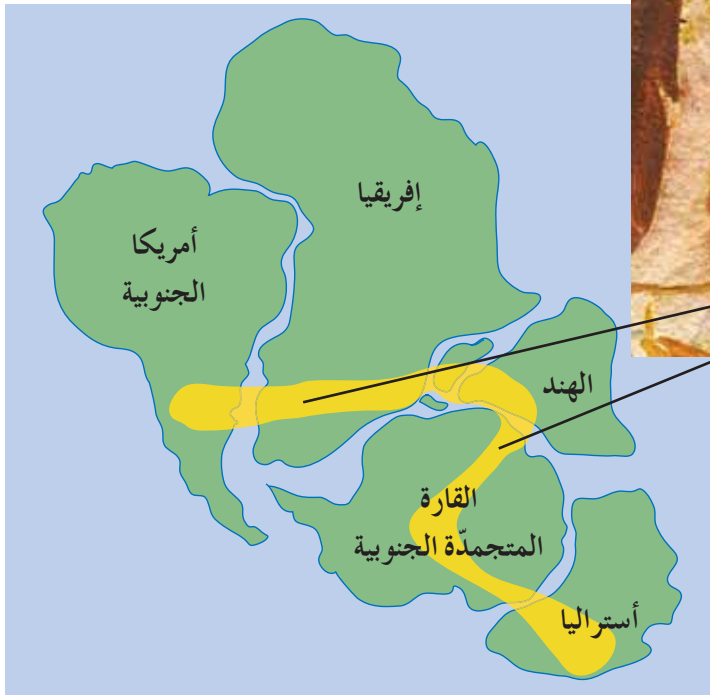 إفريقيا
أمريكا
الجنوبية
الهند
القارة
المتجمدّة الجنوبية
أستراليا